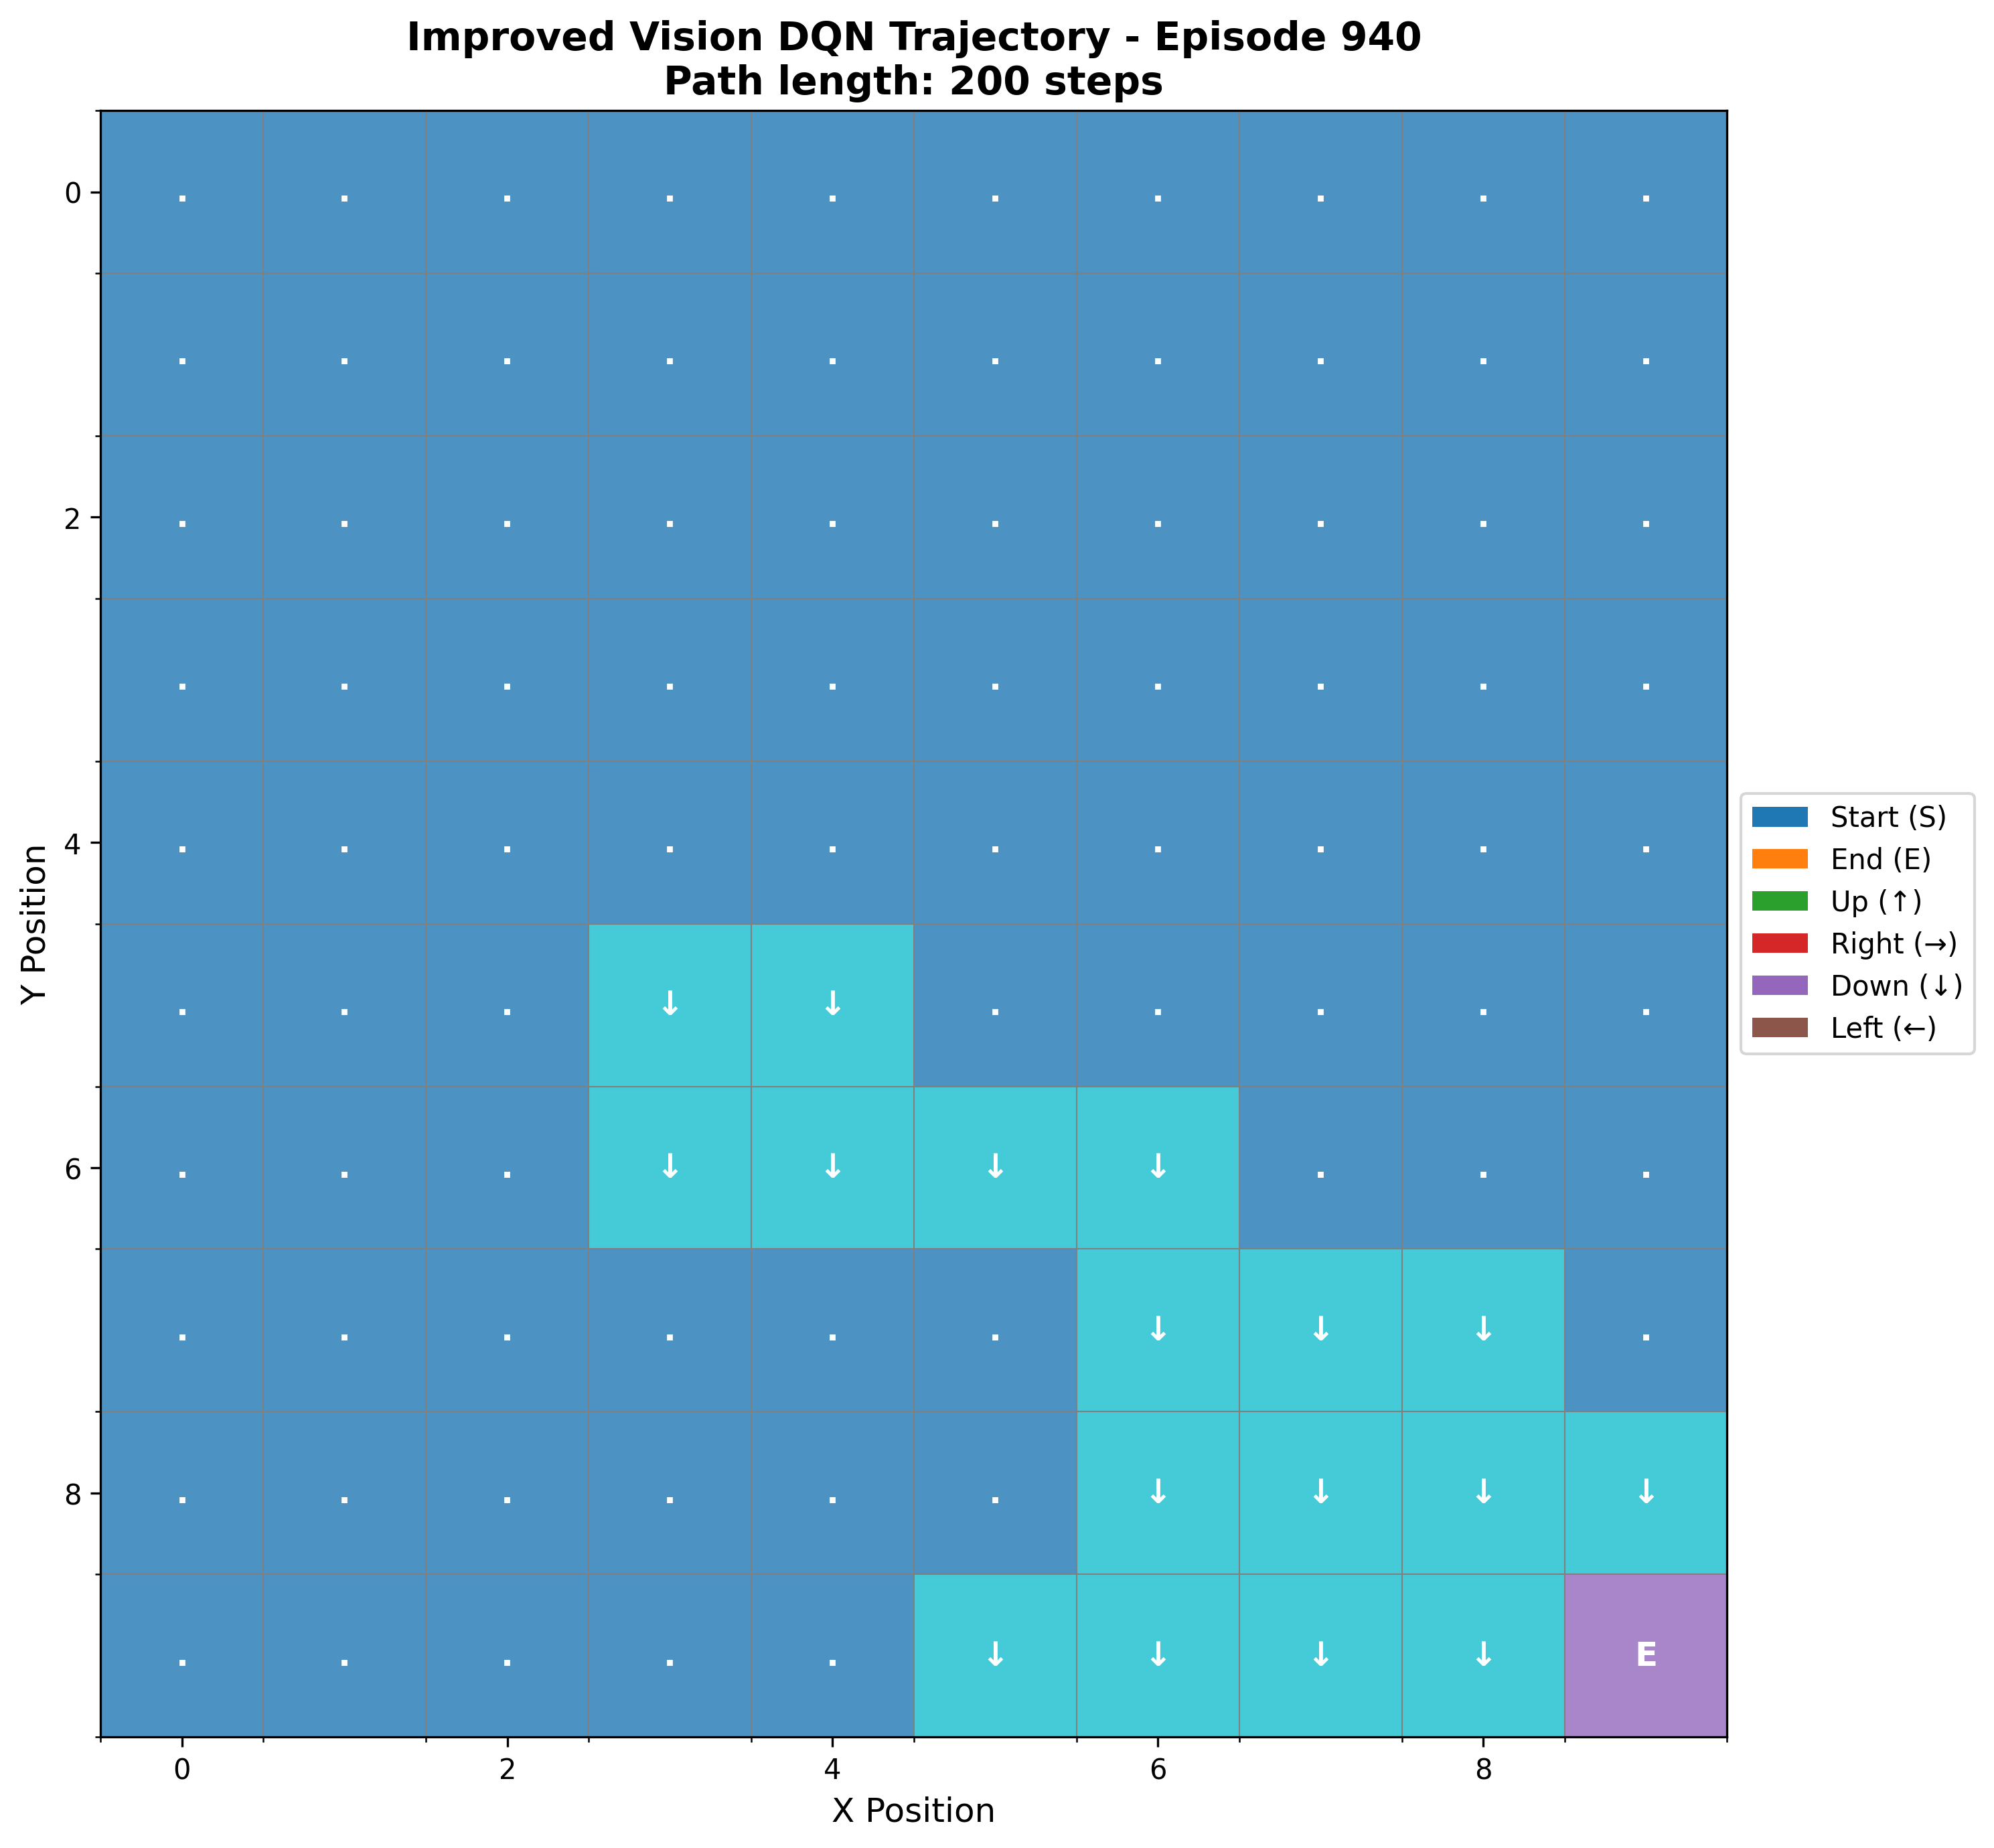 Improved Vision DQN Trajectory - Episode 940
Path length: 200 steps
0
. . . . . . . . . .
. . . . . . . . . .
2
. . . . . . . . . .
. . . . . . . . . .
4
. . . . . . . . . .
. . . ↓ ↓ . . . . .
6
. . . ↓ ↓ ↓ ↓ . . .
. . . . . . ↓ ↓ ↓ .
8
. . . . . . ↓ ↓ ↓ ↓
. . . . . ↓ ↓ ↓ ↓ E
0 2 4 6 8
X Position
Y Position
Start (S)
End (E)
Up (↑)
Right (→)
Down (↓)
Left (←)